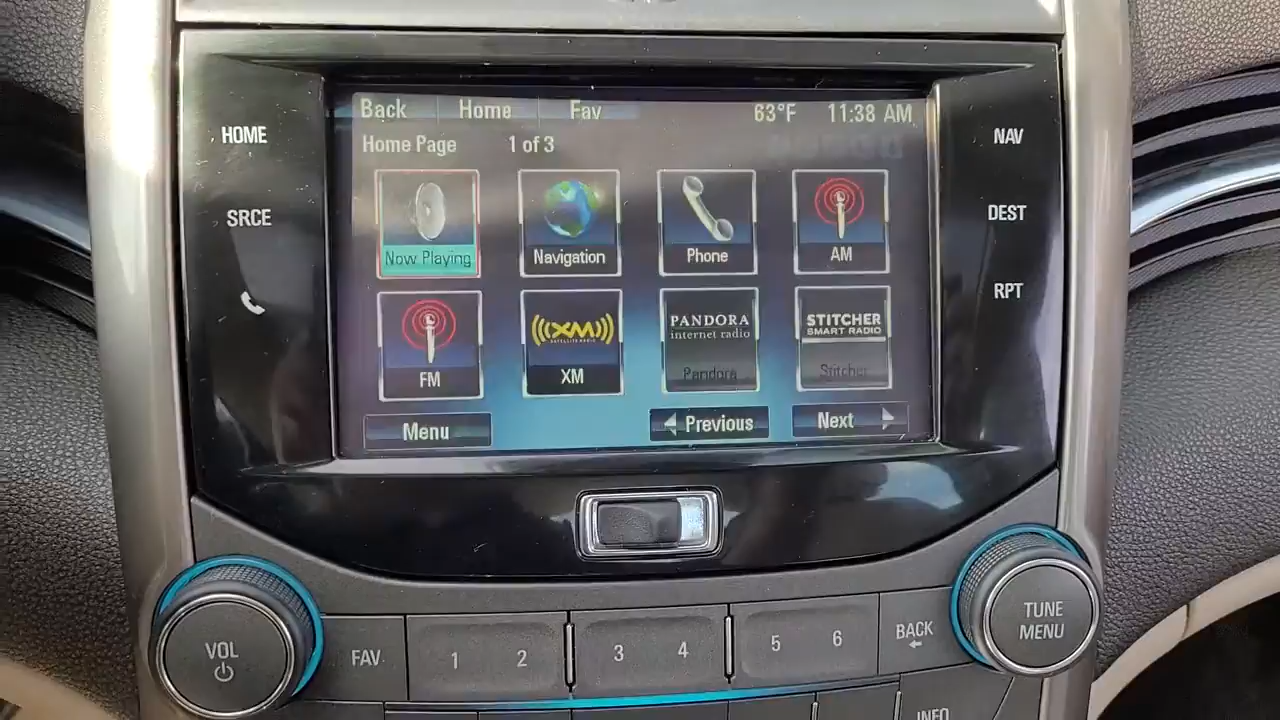 Back Home Fav 63°F 11:38 AM
Home Page 1 of 3
HOME
SRCE
NAV
DEST
RPT
Now Playing
Navigation
Phone
AM
FM
XM
SATELLITE RADIO
XM
PANDORA
internet radio
Pandora
STITCHER
SMART RADIO
Stitcher
Menu
Previous
Next
VOL
FAV
1 2
3 4
5 6
BACK
TUNE
MENU
INFO